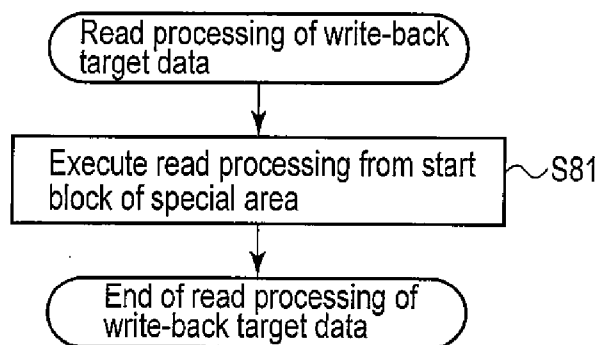 Read processing of write-back
target data
Execute read processing from start
block of special area
S81
End of read processing of
write-back target data